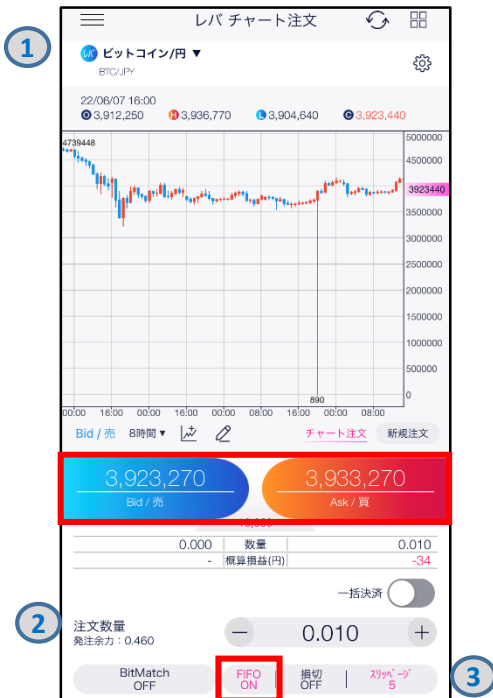 レバ チャート注文
1
レバ ビットコイン/円 ▼
BTC/JPY
22/06/07 16:00
O 3,912,250 H 3,936,770 L 3,904,640 C 3,923,440
4739448
5000000
4500000
3923440
3500000
3000000
2500000
2000000
1500000
1000000
500000
0
890
00:00 16:00 00:00 16:00 00:00 08:00 16:00 00:00 08:00
Bid / 売 8時間 ▼ チャート注文 新規注文
3,923,270 3,933,270
Bid / 売 Ask / 買
10,000
0.000 数量 0.010
- 概算損益(円) -34
一括決済
2
注文数量
発注余力：0.460
− 0.010 +
BitMatch
OFF
FIFO
ON
損切
OFF
スリッページ
5
3